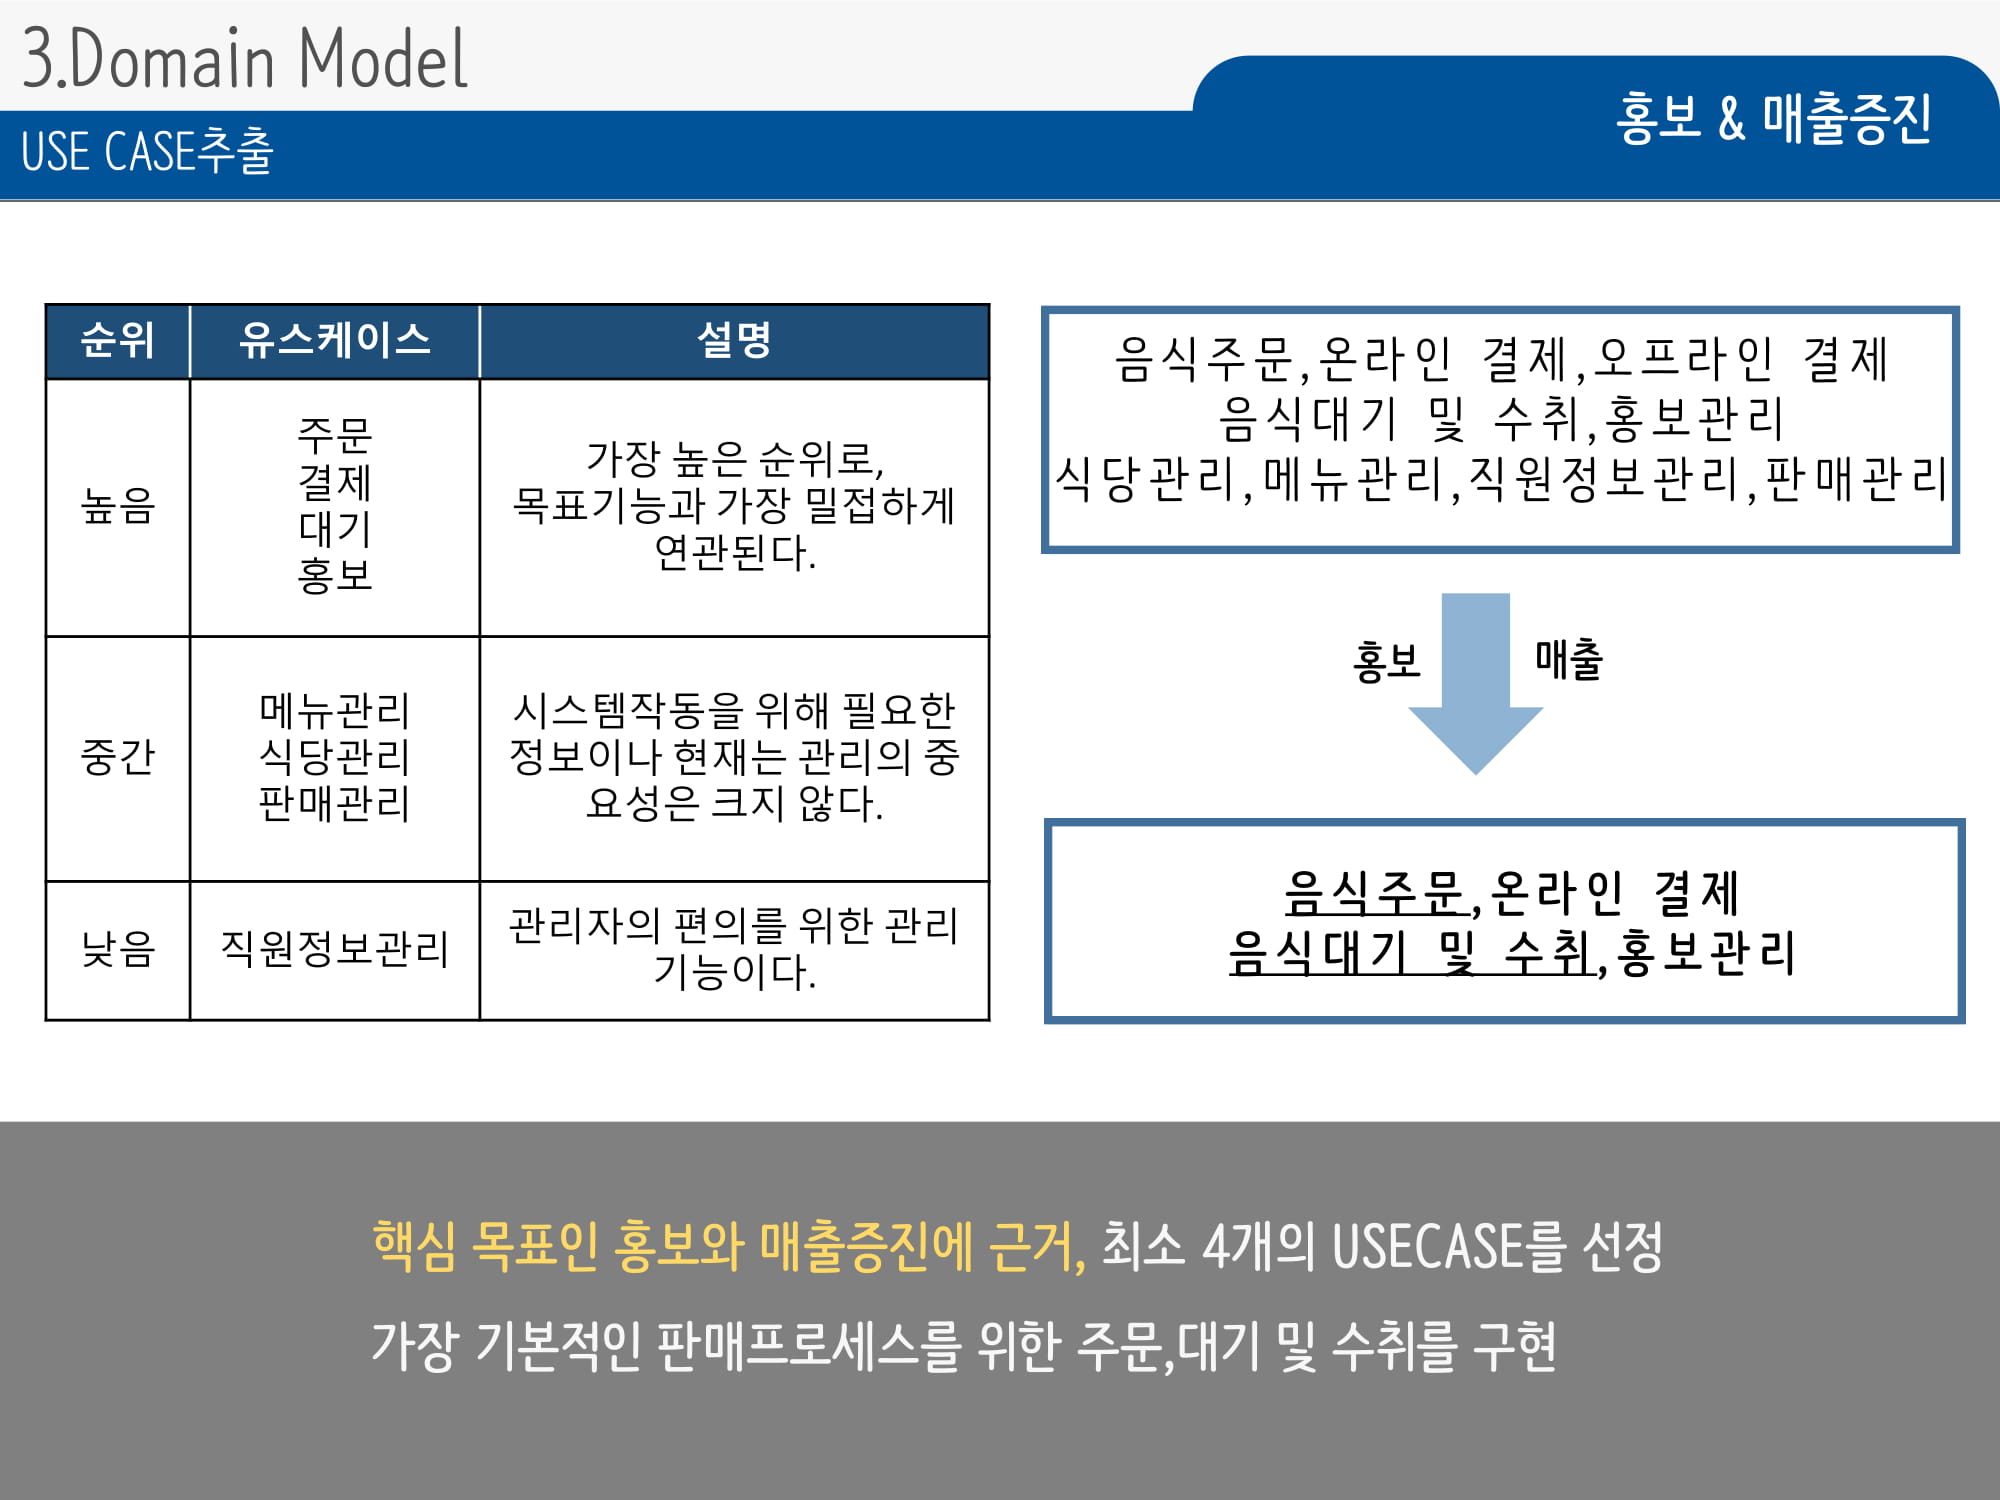 3.Domain Model
홍보 & 매출증진
USE CASE추출
순위 유스케이스 설명
높음
주문
결제
대기
홍보
가장 높은 순위로,
목표기능과 가장 밀접하게
연관된다.
중간
메뉴관리
식당관리
판매관리
시스템작동을 위해 필요한
정보이나 현재는 관리의 중
요성은 크지 않다.
낮음
직원정보관리
관리자의 편의를 위한 관리
기능이다.
음식주문,온라인 결제,오프라인 결제
음식대기 및 수취,홍보관리
식당관리,메뉴관리,직원정보관리,판매관리
홍보 매출
음식주문,온라인 결제
음식대기 및 수취,홍보관리
핵심 목표인 홍보와 매출증진에 근거, 최소 4개의 USECASE를 선정
가장 기본적인 판매프로세스를 위한 주문,대기 및 수취를 구현